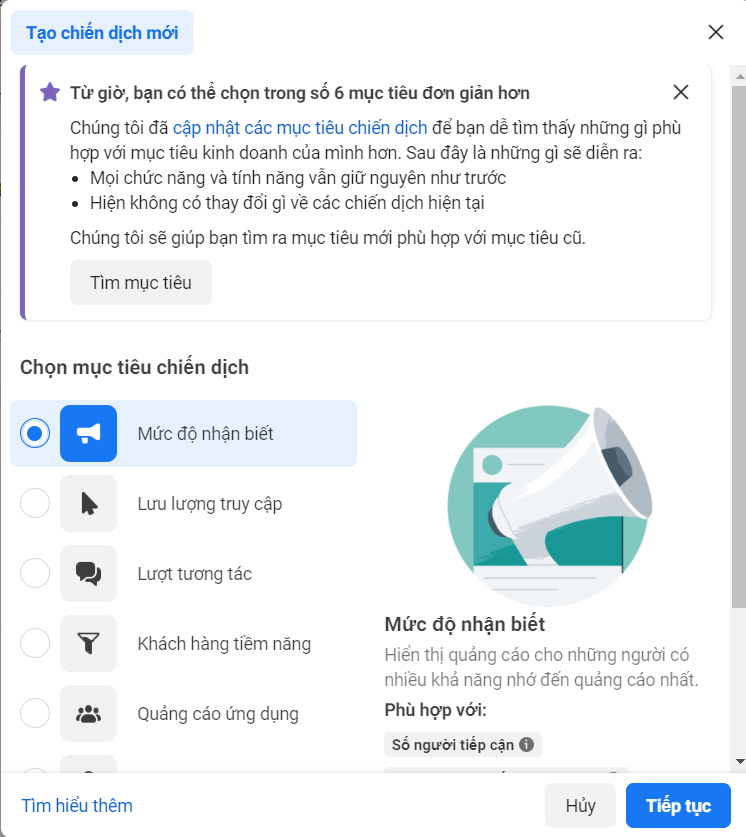 Tạo chiến dịch mới
Từ giờ, bạn có thể chọn trong số 6 mục tiêu đơn giản hơn
Chúng tôi đã cập nhật các mục tiêu chiến dịch để bạn dễ tìm thấy những gì phù
hợp với mục tiêu kinh doanh của mình hơn. Sau đây là những gì sẽ diễn ra:
• Mọi chức năng và tính năng vẫn giữ nguyên như trước
• Hiện không có thay đổi gì về các chiến dịch hiện tại
Chúng tôi sẽ giúp bạn tìm ra mục tiêu mới phù hợp với mục tiêu cũ.
Tìm mục tiêu
Chọn mục tiêu chiến dịch
Mức độ nhận biết
Lưu lượng truy cập
Lượt tương tác
Khách hàng tiềm năng
Quảng cáo ứng dụng
Mức độ nhận biết
Hiển thị quảng cáo cho những người có
nhiều khả năng nhớ đến quảng cáo nhất.
Phù hợp với:
Số người tiếp cận
Tìm hiểu thêm
Hủy
Tiếp tục